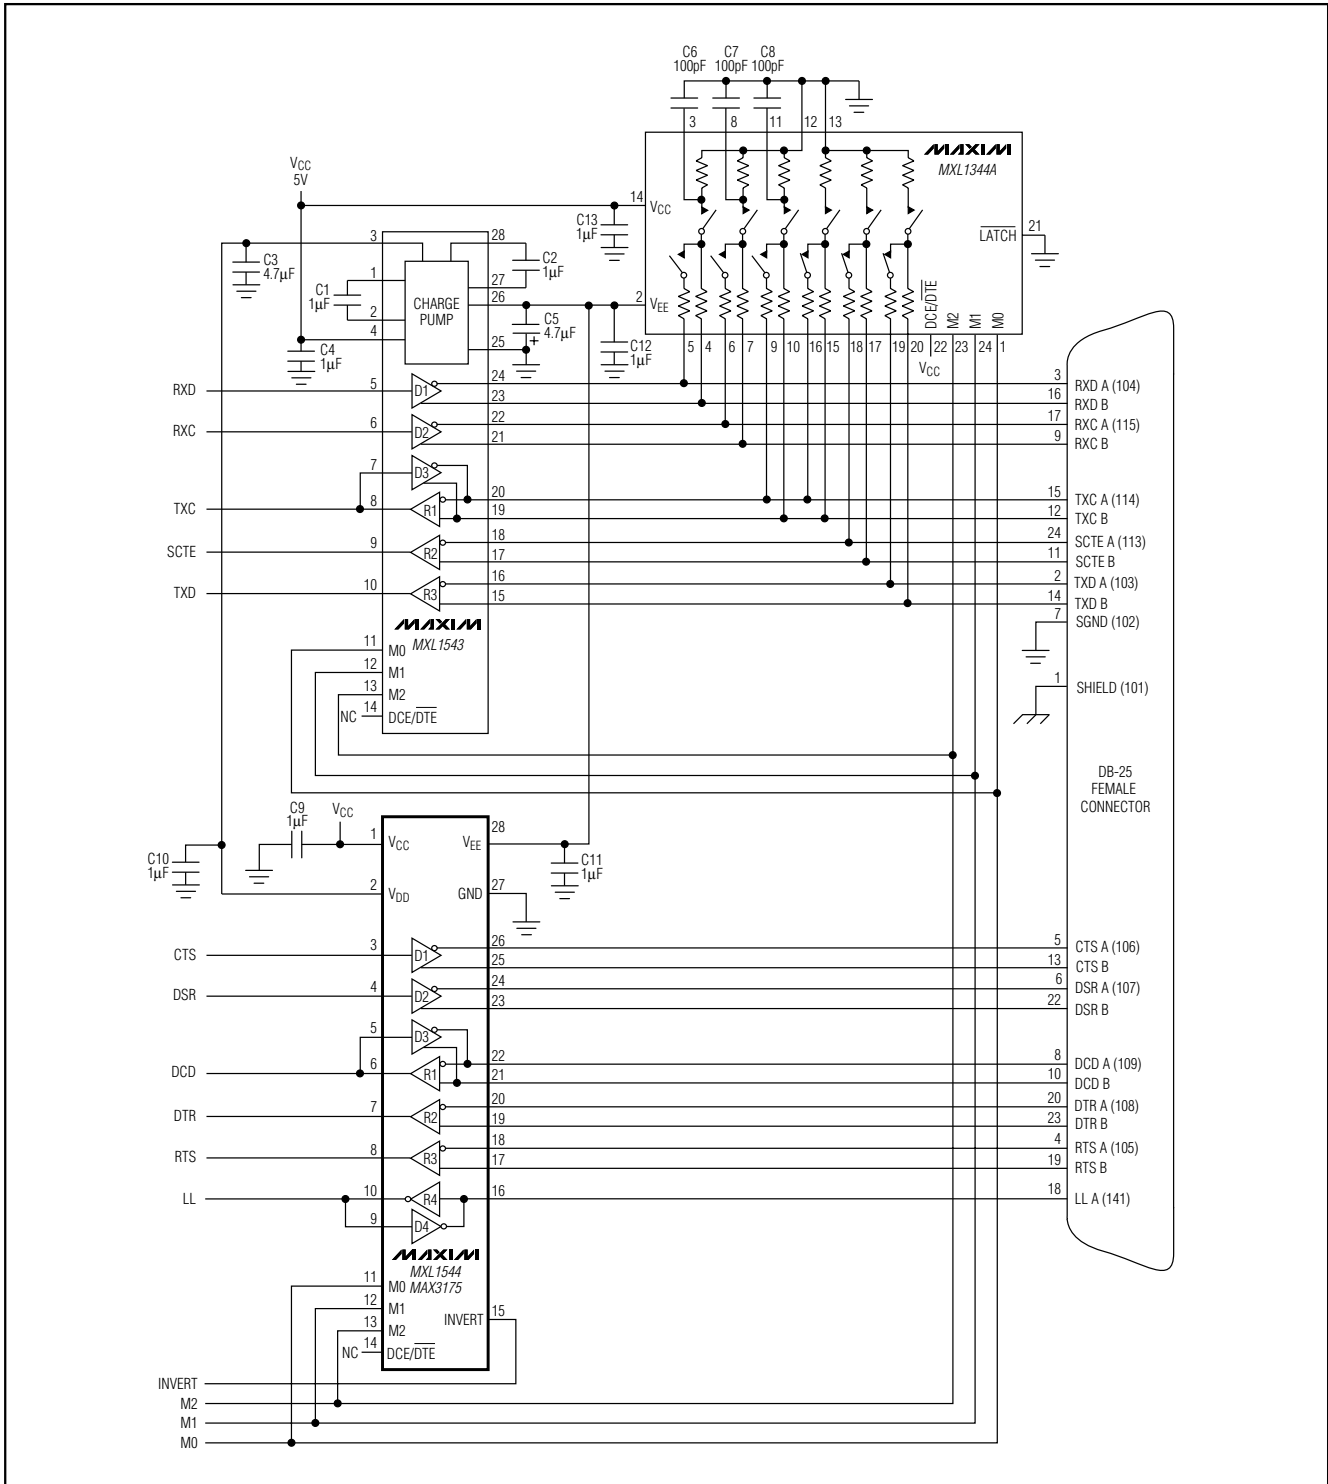 C6 C7 C8
100pF 100pF 100pF
3 8 11 12 13
MAXIM
MXL1344A
VCC
5V
14 VCC
C13
1µF
LATCH 21
3 28
C3
4.7µF
C2
1µF
1 27
C1
1µF
CHARGE
PUMP
26 2 VEE
2
C5
4.7µF
+
4 25
C4
1µF
C12
1µF
DCE/DTE M2 M1 M0
5 4 6 7 9 10 16 15 18 17 19 20 22 23 24 1
VCC
RXD 5 D1 24 3 RXD A (104)
23 16 RXD B
RXC 6 D2 22 17 RXC A (115)
21 9 RXC B
7 D3
TXC 8 R1 20 15 TXC A (114)
19 12 TXC B
SCTE 9 R2 18 24 SCTE A (113)
17 11 SCTE B
TXD 10 R3 16 2 TXD A (103)
15 14 TXD B
7 SGND (102)
MAXIM
MXL1543
11 M0
12 M1
13 M2
NC 14 DCE/DTE
1 SHIELD (101)
DB-25
FEMALE
CONNECTOR
C9
1µF
VCC
1 VCC VEE 28
C10
1µF
C11
1µF
2 VDD GND 27
CTS 3 D1 26 5 CTS A (106)
25 13 CTS B
DSR 4 D2 24 6 DSR A (107)
23 22 DSR B
5 D3
DCD 6 R1 22 8 DCD A (109)
21 10 DCD B
DTR 7 R2 20 20 DTR A (108)
19 23 DTR B
RTS 8 R3 18 4 RTS A (105)
17 19 RTS B
LL 10 R4 16 18 LL A (141)
9 D4
MAXIM
MXL1544
MAX3175
11 M0
12 M1
13 M2
INVERT 15
NC 14 DCE/DTE
INVERT
M2
M1
M0